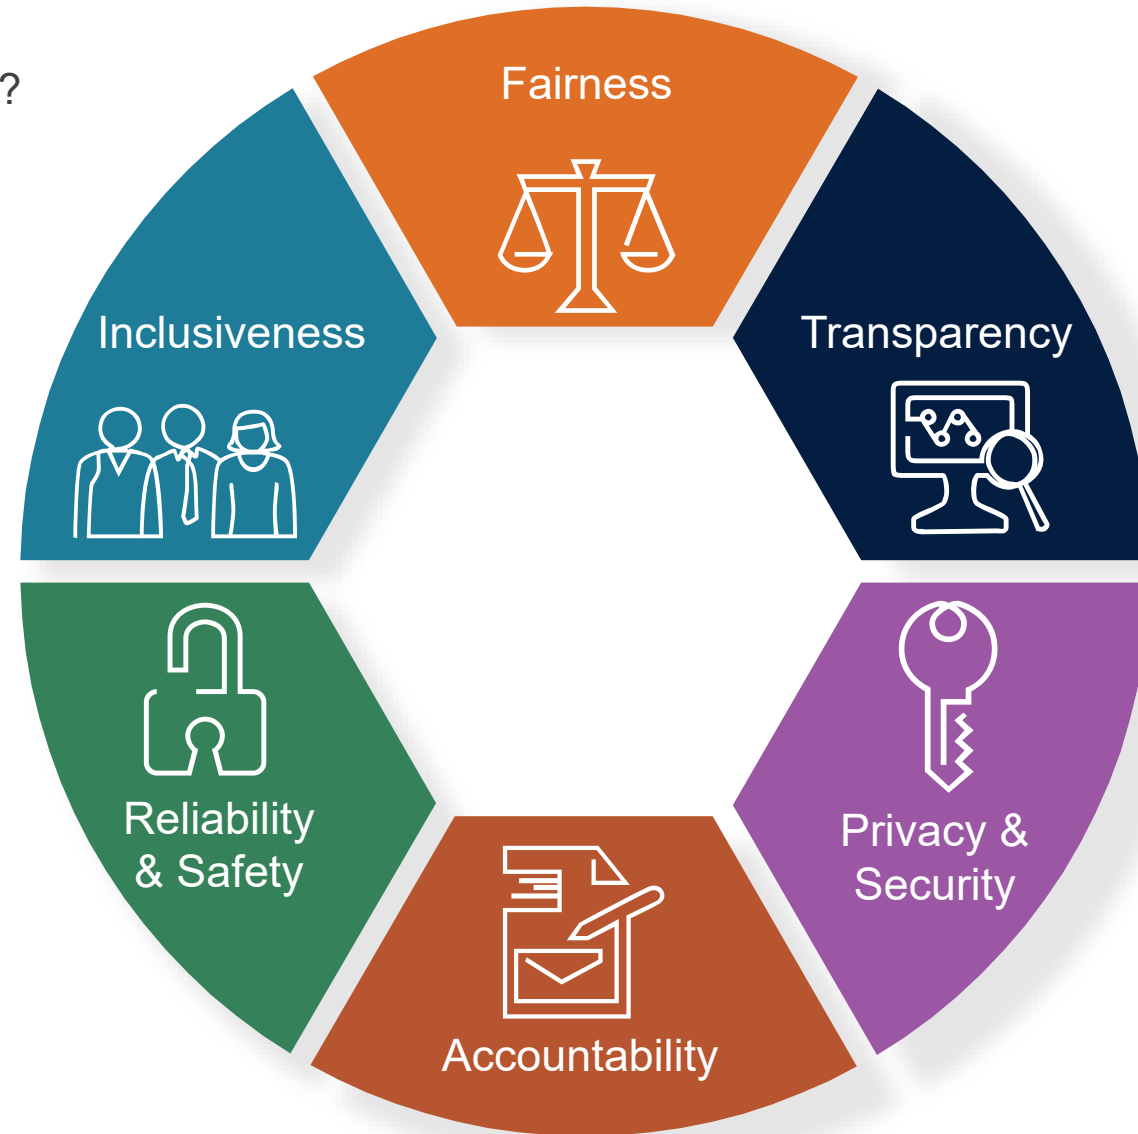 ?
Fairness
Inclusiveness
Transparency
Reliability
& Safety
Privacy &
Security
Accountability